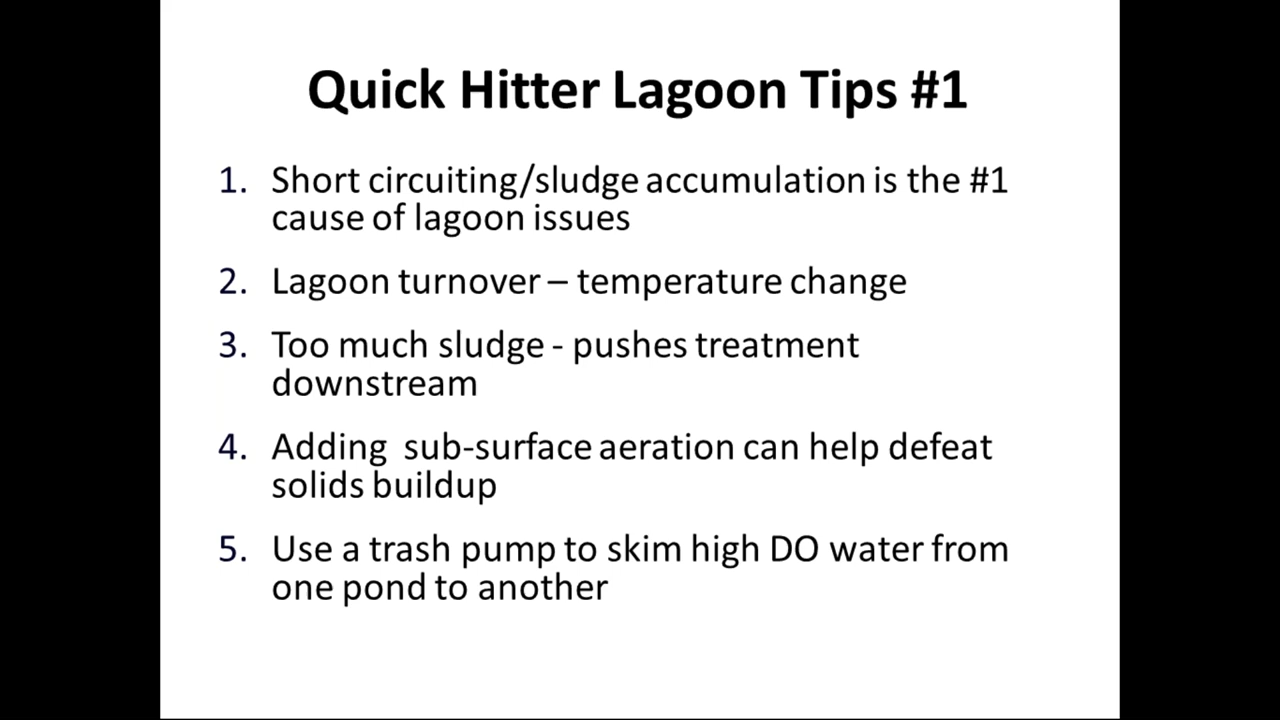 Quick Hitter Lagoon Tips #1
1. Short circuiting/sludge accumulation is the #1
cause of lagoon issues
2. Lagoon turnover – temperature change
3. Too much sludge - pushes treatment
downstream
4. Adding  sub-surface aeration can help defeat
solids buildup
5. Use a trash pump to skim high DO water from
one pond to another